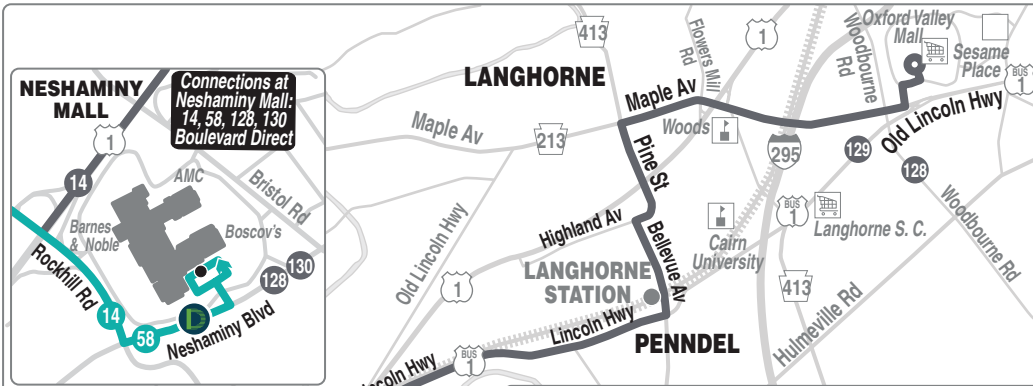 NESHAMINY
MALL
Connections at
Neshaminy Mall:
14, 58, 128, 130
Boulevard Direct
1
14
AMC
Bristol Rd
Barnes
& Noble
Boscov's
Rockhill Rd
128
130
14
58
D
Neshaminy Blvd
413
LANGHORNE
Flowers Mill
Rd
1
Woodbourne
Rd
Oxford Valley
Mall
Sesame
Place
BUS
1
Maple Av
Old Lincoln Hwy
Maple Av
213
Woods
295
129
128
Pine St
Old Lincoln Hwy
Highland Av
Bellevue Av
Cairn
University
BUS
1
Langhorne S. C.
Woodbourne Rd
LANGHORNE
STATION
1
413
Hulmeville Rd
Lincoln Hwy
PENNDEL
BUS
1
Hwy